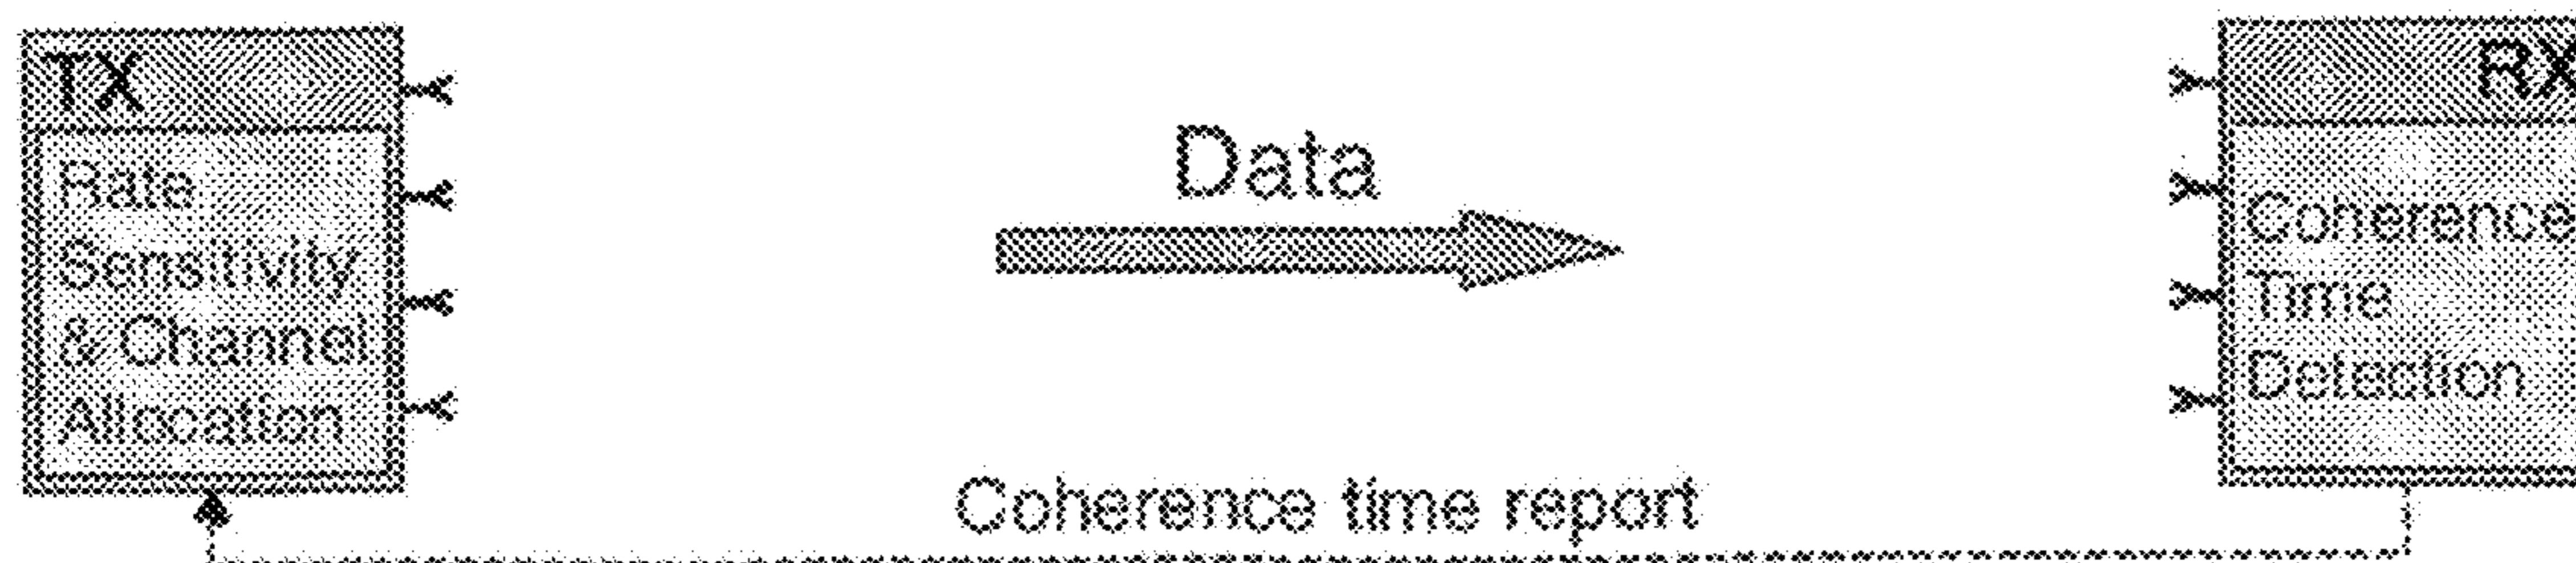 TX
Rate
Sensitivity
& Channel
Allocation
Data
Coherence time report
RX
Coherence
Time
Detection